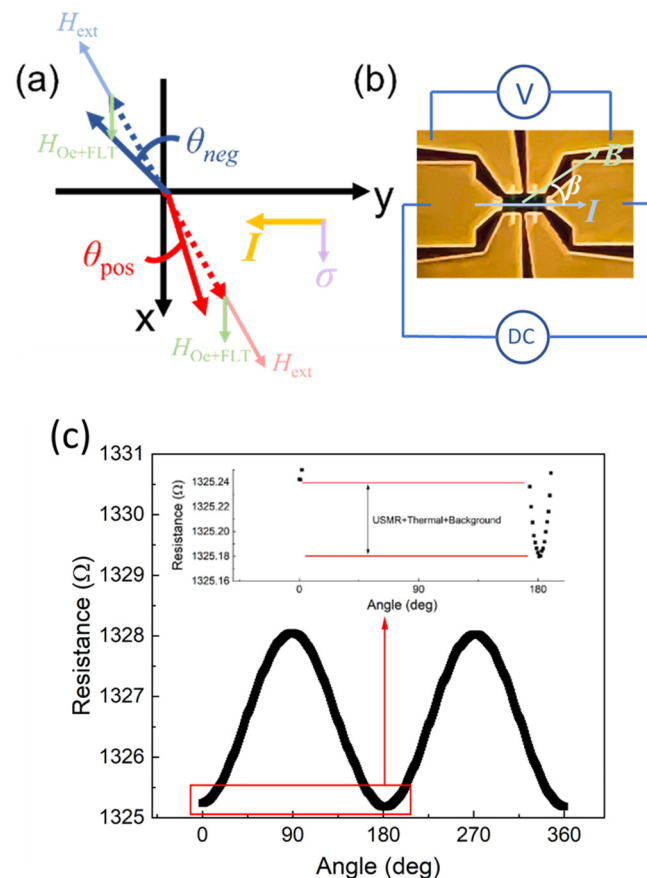 (a)
H_ext
H_Oe+FLT
θ_neg
y
I
σ
θ_pos
x
H_Oe+FLT
H_ext
(b)
V
B
β
I
DC
(c)
Resistance (Ω)
1331
1330
1329
1328
1327
1326
1325
0 90 180 270 360
Angle (deg)
Resistance (Ω)
1325.24
1325.20
1325.18
1325.16
USMR+Thermal+Background
0 90 180
Angle (deg)